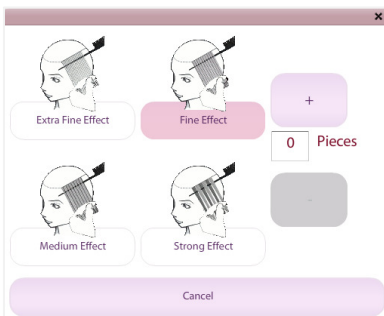 ×
Extra Fine Effect
Fine Effect
+
0 Pieces
-
Medium Effect
Strong Effect
Cancel